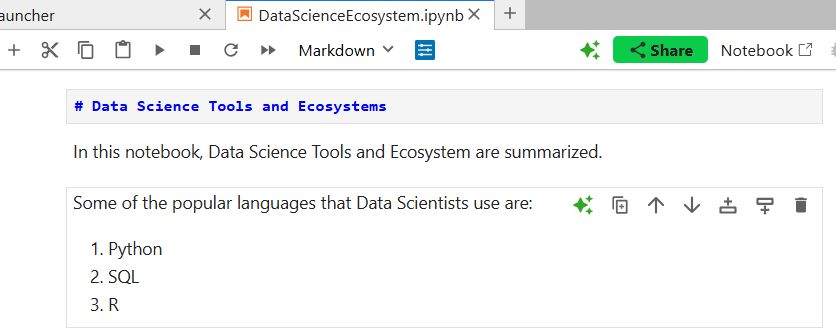 auncher
DataScienceEcosystem.ipynb
Markdown
Share
Notebook
# Data Science Tools and Ecosystems
In this notebook, Data Science Tools and Ecosystem are summarized.
Some of the popular languages that Data Scientists use are:
1. Python
2. SQL
3. R